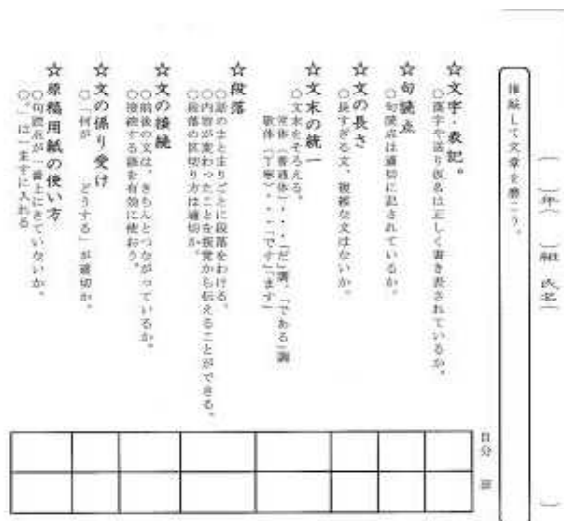 (　)年(　)組 氏名(　)
推敲して文章を磨こう。
自分
☆文字・表記。
○漢字や送り仮名は正しく書き表されているか。
☆句読点
○句読点は適切に記されているか。
☆文の長さ
○長すぎる文、複雑な文はないか。
☆文末の統一
○文末をそろえる。
常体(普通体)・・・「だ」調、「である」調
敬体(丁寧)・・・「です」「ます」
☆段落
○話のまとまりごとに段落をわける。
○内容が変わったことを視覚から伝えることができる。
○段落の区切り方は適切か。
☆文の接続
○前後の文は、きちんとつながっているか。
○接続する語を有効に使おう。
☆文の係り受け
○「何が　どうする」が適切か。
☆原稿用紙の使い方
○句読点が一番上にきていないか。
○。」は一ますに入れる